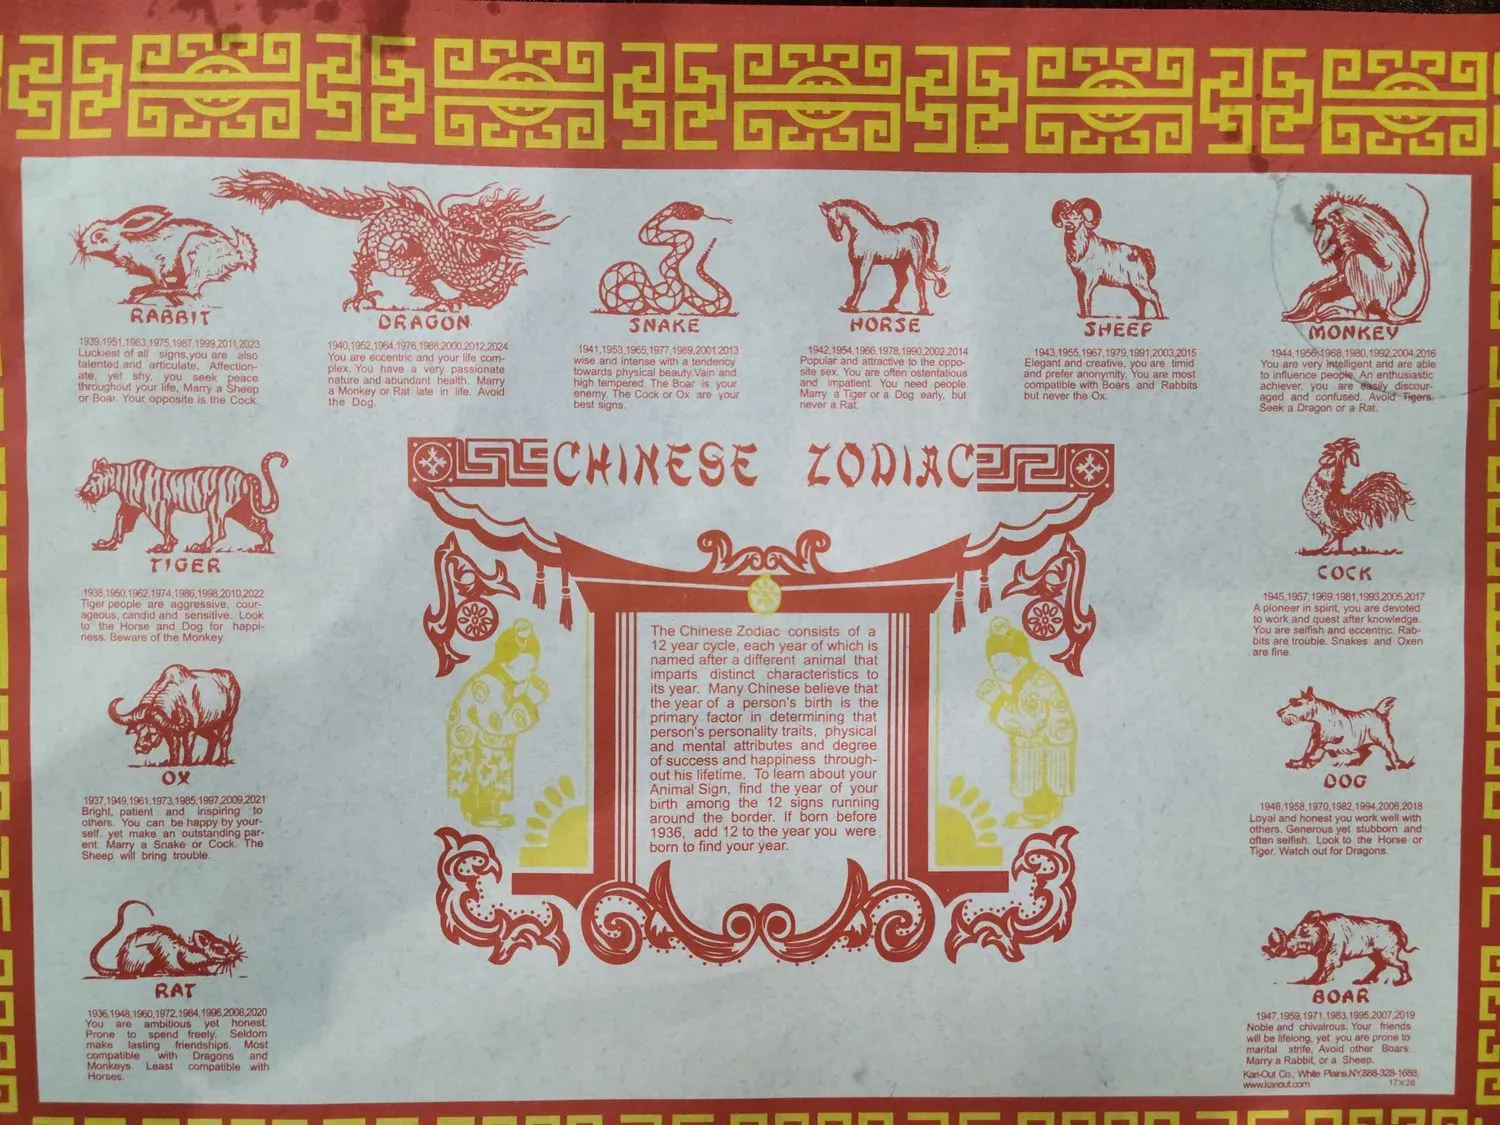 RABBIT
1939,1951,1963,1975,1987,1999,2011,2023
Luckiest of all signs,you are also
talented and articulate, Affection-
ate, yet shy, you seek peace
throughout your life, Marry a Sheep
or Boar. Your opposite is the Cock.
DRAGON
1940,1952,1964,1976,1988,2000,2012,2024
You are eccentric and your life com-
plex. You have a very passionate
nature and abundant health. Marry
a Monkey or Rat late in life. Avoid
the Dog.
SNAKE
1941,1953,1965,1977,1989,2001,2013
wise and intense with a tendency
towards physical beauty.Vain and
high tempered. The Boar is your
enemy. The Cock or Ox are your
best signs.
HORSE
1942,1954,1966,1978,1990,2002,2014
Popular and attractive to the oppo-
site sex. You are often ostentatious
and impatient. You need people.
Marry a Tiger or a Dog early, but
never a Rat.
SHEEP
1943,1955,1967,1979,1991,2003,2015
Elegant and creative, you are timid
and prefer anonymity. You are most
compatible with Boars and Rabbits
but never the Ox.
MONKEY
1944,1956,1968,1980,1992,2004,2016
You are very intelligent and are able
to influence people. An enthusiastic
achiever, you are easily discour-
aged and confused. Avoid Tigers.
Seek a Dragon or a Rat.
CHINESE ZODIAC
TIGER
1938,1950,1962,1974,1986,1998,2010,2022
Tiger people are aggressive, cour-
ageous, candid and sensitive. Look
to the Horse and Dog for happi-
ness. Beware of the Monkey.
COCK
1945,1957,1969,1981,1993,2005,2017
A pioneer in spirit, you are devoted
to work and quest after knowledge.
You are selfish and eccentric. Rab-
bits are trouble. Snakes and Oxen
are fine.
The Chinese Zodiac consists of a
12 year cycle, each year of which is
named after a different animal that
imparts distinct characteristics to
its year. Many Chinese believe that
the year of a person's birth is the
primary factor in determining that
person's personality traits, physical
and mental attributes and degree
of success and happiness through-
out his lifetime. To learn about your
Animal Sign, find the year of your
birth among the 12 signs running
around the border. If born before
1936, add 12 to the year you were
born to find your year.
OX
1937,1949,1961,1973,1985,1997,2009,2021
Bright, patient and inspiring to
others. You can be happy by your-
self, yet make an outstanding par-
ent. Marry a Snake or Cock. The
Sheep will bring trouble.
DOG
1946,1958,1970,1982,1994,2006,2018
Loyal and honest you work well with
others. Generous yet stubborn and
often selfish. Look to the Horse or
Tiger. Watch out for Dragons.
RAT
1936,1948,1960,1972,1984,1996,2008,2020
You are ambitious yet honest.
Prone to spend freely. Seldom
make lasting friendships. Most
compatible with Dragons and
Monkeys. Least compatible with
Horses.
BOAR
1947,1959,1971,1983,1995,2007,2019
Noble and chivalrous. Your friends
will be lifelong, yet you are prone to
marital strife, Avoid other Boars.
Marry a Rabbit, or a Sheep.
Kari-Out Co., White Plains,NY,888-328-1688,
www.kariout.com 17×26